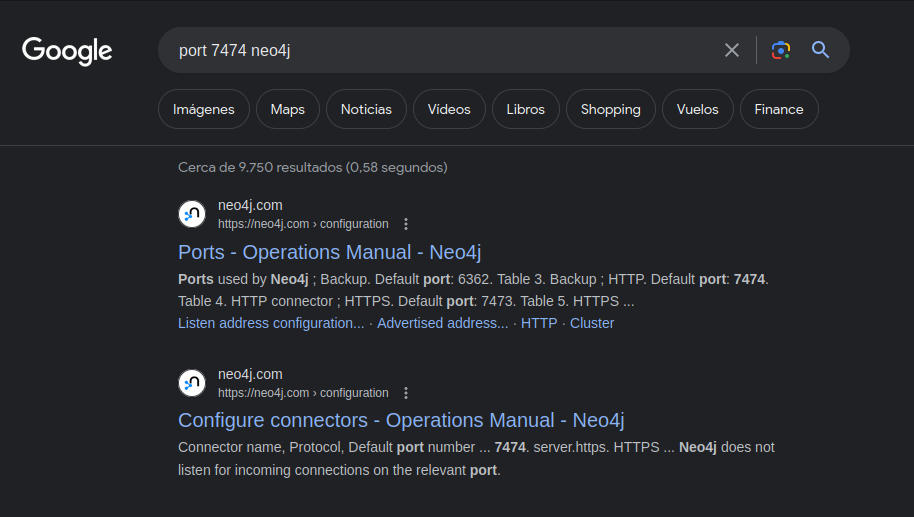 Google
port 7474 neo4j
Imágenes
Maps
Noticias
Vídeos
Libros
Shopping
Vuelos
Finance
Cerca de 9.750 resultados (0,58 segundos)
neo4j.com
https://neo4j.com › configuration
Ports - Operations Manual - Neo4j
Ports used by Neo4j ; Backup. Default port: 6362. Table 3. Backup ; HTTP. Default port: 7474.
Table 4. HTTP connector ; HTTPS. Default port: 7473. Table 5. HTTPS ...
Listen address configuration... · Advertised address... · HTTP · Cluster
neo4j.com
https://neo4j.com › configuration
Configure connectors - Operations Manual - Neo4j
Connector name, Protocol, Default port number ... 7474. server.https. HTTPS ... Neo4j does not
listen for incoming connections on the relevant port.